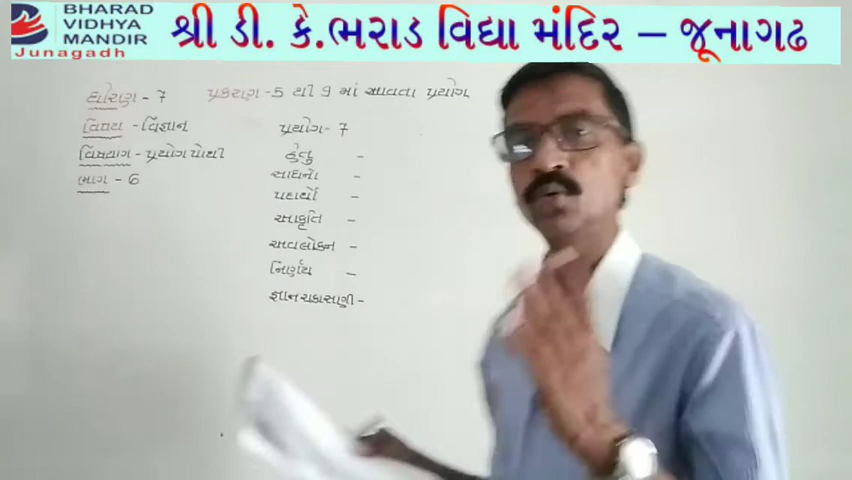 BHARAD
VIDHYA
MANDIR
Junagadh
શ્રી ડી. કે.ભરાડ વિદ્યા મંદિર – જૂનાગઢ
ધોરણ - 7 પ્રકરણ -5 થી 9 માં આવતા પ્રયોગ
વિષય - વિજ્ઞાન
વિભાગ - પ્રયોગપોથી
ભાગ - 6
પ્રયોગ - 7
હેતુ -
સાધનો -
પદાર્થો -
આકૃતિ -
અવલોકન -
નિર્ણય -
જ્ઞાન ચકાસણી -